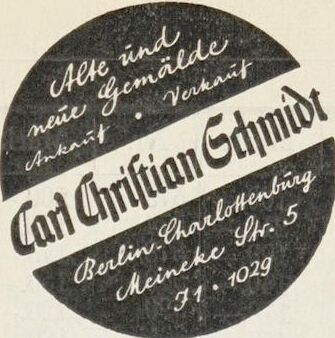 Alte und
neue Gemälde
Ankauf · Verkauf
Carl Christian Schmidt
Berlin-Charlottenburg
Meineke Str. 5
J1 · 1029